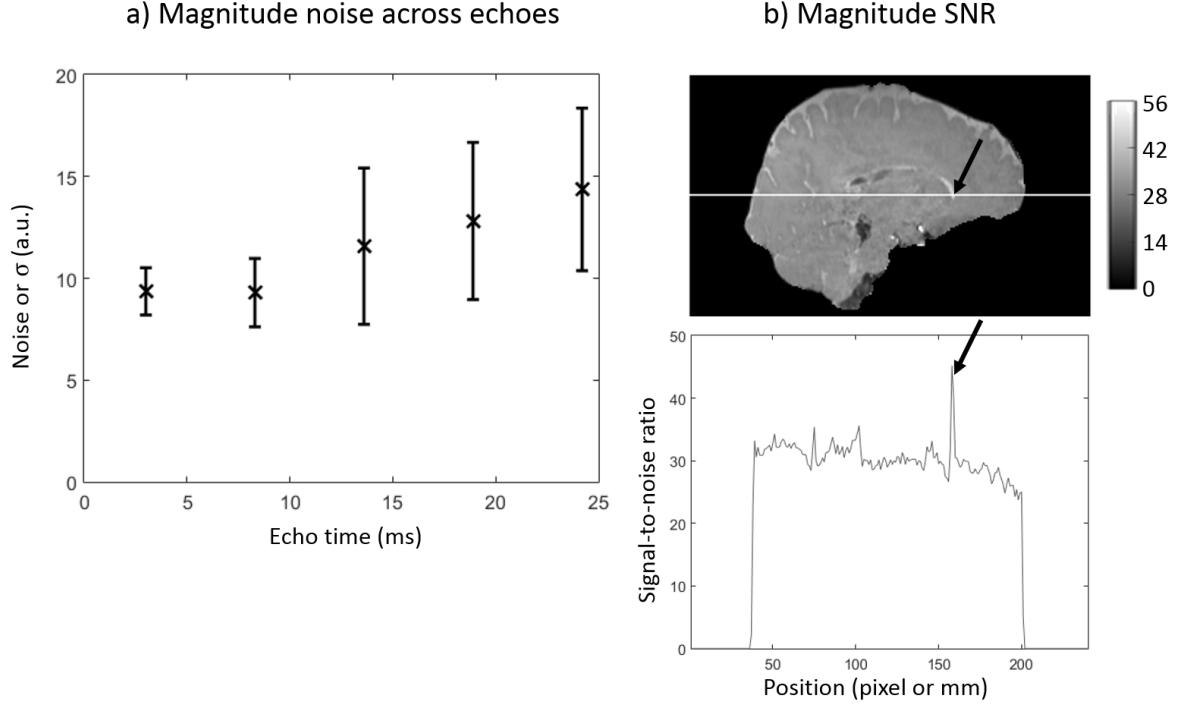 a) Magnitude noise across echoes
20
15
10
5
0
0 5 10 15 20 25
Noise or σ (a.u.)
Echo time (ms)
b) Magnitude SNR
56
42
28
14
0
50
40
30
20
10
0
50 100 150 200
Signal-to-noise ratio
Position (pixel or mm)